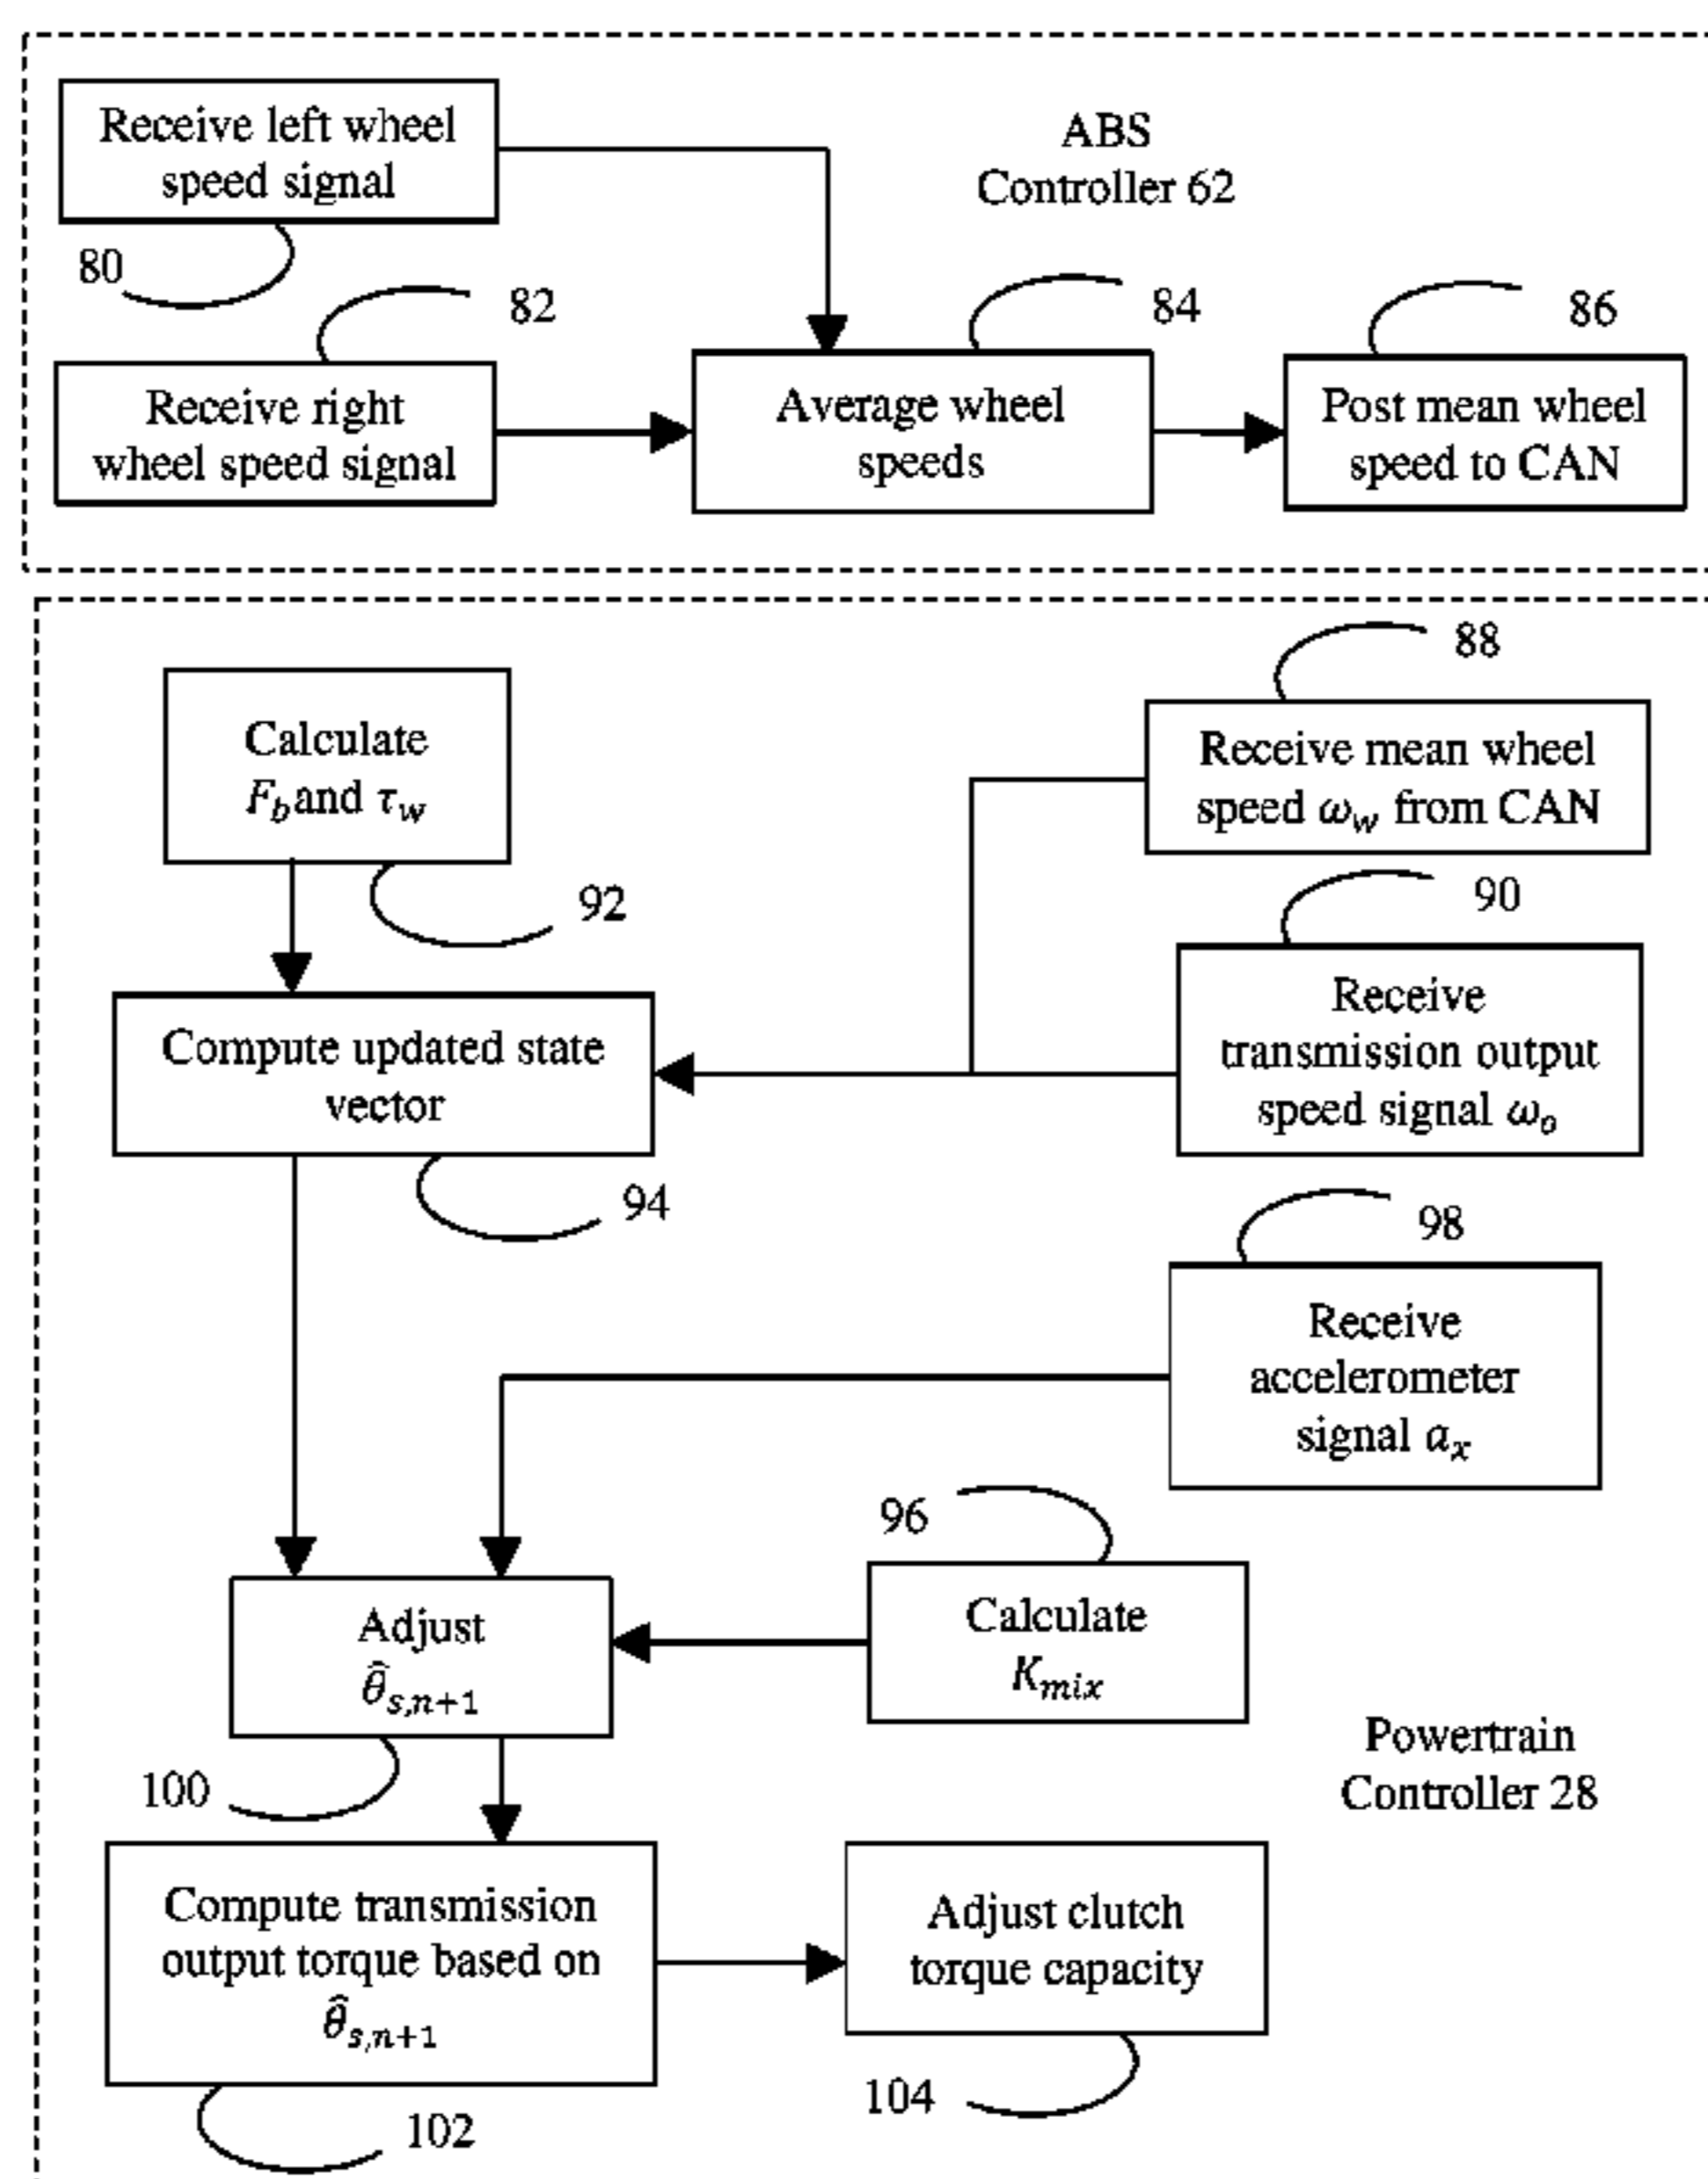 Receive left wheel
speed signal
ABS
Controller 62
80
82
84
86
Receive right
wheel speed signal
Average wheel
speeds
Post mean wheel
speed to CAN
88
Calculate
F_b and τ_w
Receive mean wheel
speed ω_w from CAN
92
90
Compute updated state
vector
Receive
transmission output
speed signal ω_o
94
98
Receive
accelerometer
signal a_x
96
Adjust
θ̂_{s,n+1}
Calculate
K_{mix}
Powertrain
Controller 28
100
Compute transmission
output torque based on
θ̂_{s,n+1}
Adjust clutch
torque capacity
104
102